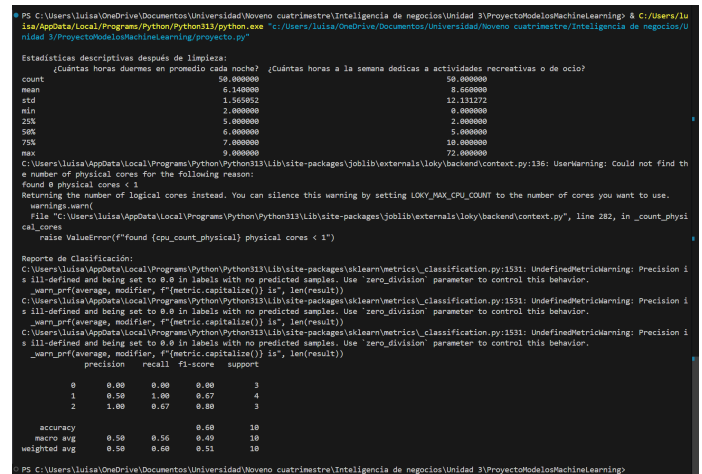 PS C:\Users\luisa\OneDrive\Documentos\Universidad\Noveno cuatrimestre\Inteligencia de negocios\Unidad 3\ProyectoModelosMachineLearning> & C:/Users/lu
isa/AppData/Local/Programs/Python/Python313/python.exe "c:/Users/luisa/OneDrive/Documentos/Universidad/Noveno cuatrimestre/Inteligencia de negocios/U
nidad 3/ProyectoModelosMachineLearning/proyecto.py"
Estadísticas descriptivas después de limpieza:
¿Cuántas horas duermes en promedio cada noche? ¿Cuántas horas a la semana dedicas a actividades recreativas o de ocio?
count 50.000000 50.000000
mean 6.140000 8.660000
std 1.565052 12.131272
min 2.000000 0.000000
25% 5.000000 2.000000
50% 6.000000 5.000000
75% 7.000000 10.000000
max 9.000000 72.000000
C:\Users\luisa\AppData\Local\Programs\Python\Python313\Lib\site-packages\joblib\externals\loky\backend\context.py:136: UserWarning: Could not find th
e number of physical cores for the following reason:
found 0 physical cores < 1
Returning the number of logical cores instead. You can silence this warning by setting LOKY_MAX_CPU_COUNT to the number of cores you want to use.
warnings.warn(
File "C:\Users\luisa\AppData\Local\Programs\Python\Python313\Lib\site-packages\joblib\externals\loky\backend\context.py", line 282, in _count_physi
cal_cores
raise ValueError(f"found {cpu_count_physical} physical cores < 1")
Reporte de Clasificación:
C:\Users\luisa\AppData\Local\Programs\Python\Python313\Lib\site-packages\sklearn\metrics\_classification.py:1531: UndefinedMetricWarning: Precision i
s ill-defined and being set to 0.0 in labels with no predicted samples. Use `zero_division` parameter to control this behavior.
_warn_prf(average, modifier, f"{metric.capitalize()} is", len(result))
C:\Users\luisa\AppData\Local\Programs\Python\Python313\Lib\site-packages\sklearn\metrics\_classification.py:1531: UndefinedMetricWarning: Precision i
s ill-defined and being set to 0.0 in labels with no predicted samples. Use `zero_division` parameter to control this behavior.
_warn_prf(average, modifier, f"{metric.capitalize()} is", len(result))
C:\Users\luisa\AppData\Local\Programs\Python\Python313\Lib\site-packages\sklearn\metrics\_classification.py:1531: UndefinedMetricWarning: Precision i
s ill-defined and being set to 0.0 in labels with no predicted samples. Use `zero_division` parameter to control this behavior.
_warn_prf(average, modifier, f"{metric.capitalize()} is", len(result))
precision recall f1-score support
0 0.00 0.00 0.00 3
1 0.50 1.00 0.67 4
2 1.00 0.67 0.80 3
accuracy 0.60 10
macro avg 0.50 0.56 0.49 10
weighted avg 0.50 0.60 0.51 10
PS C:\Users\luisa\OneDrive\Documentos\Universidad\Noveno cuatrimestre\Inteligencia de negocios\Unidad 3\ProyectoModelosMachineLearning>